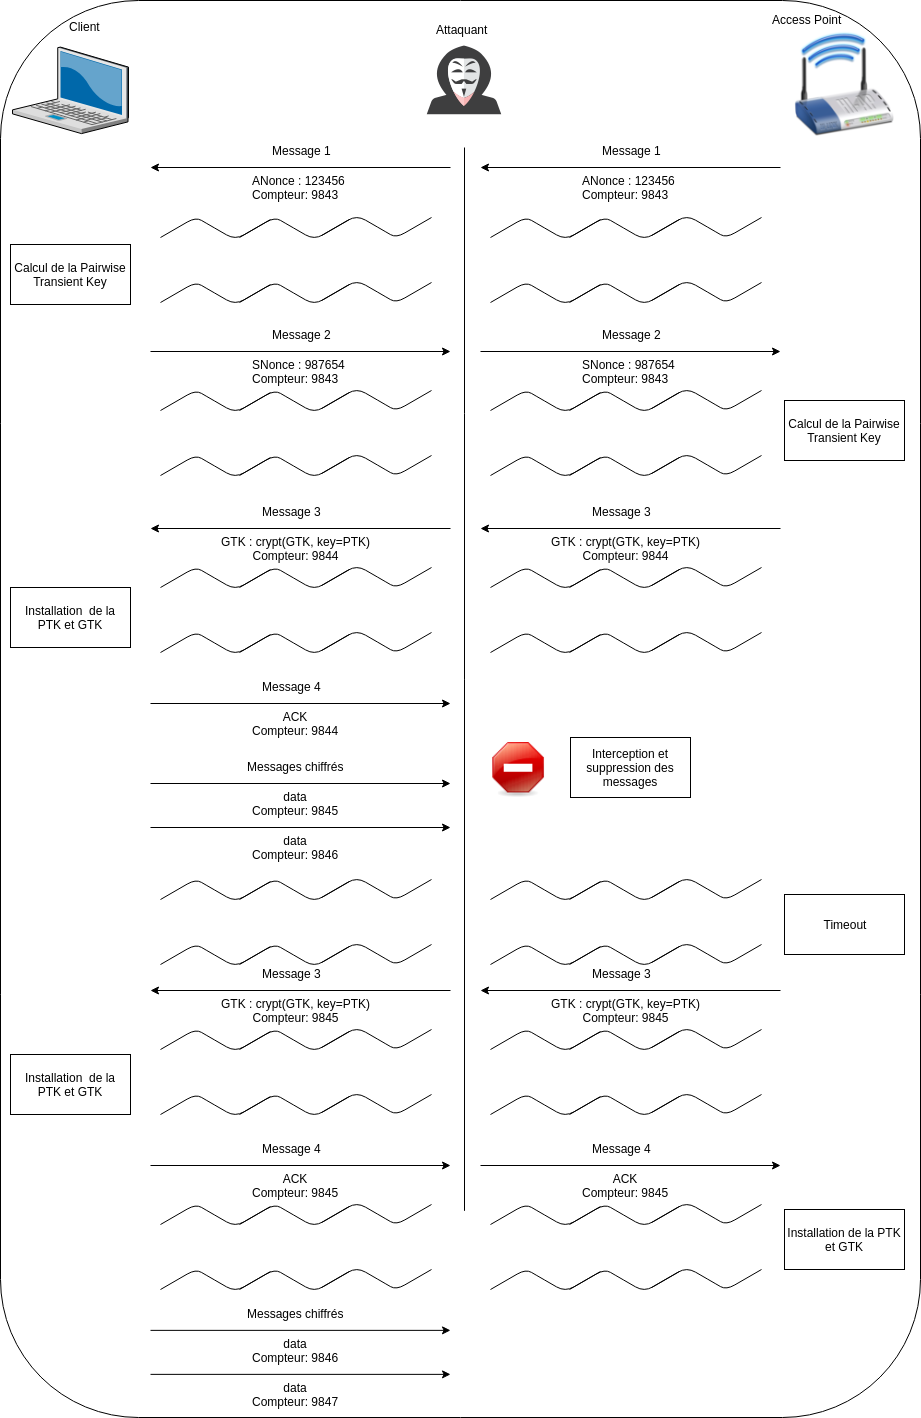 Client
Attaquant
Access Point
Message 1
Message 1
ANonce : 123456
Compteur: 9843
ANonce : 123456
Compteur: 9843
Calcul de la Pairwise
Transient Key
Message 2
Message 2
SNonce : 987654
Compteur: 9843
SNonce : 987654
Compteur: 9843
Calcul de la Pairwise
Transient Key
Message 3
Message 3
GTK : crypt(GTK, key=PTK)
Compteur: 9844
GTK : crypt(GTK, key=PTK)
Compteur: 9844
Installation de la
PTK et GTK
Message 4
ACK
Compteur: 9844
Interception et
suppression des
messages
Messages chiffrés
data
Compteur: 9845
data
Compteur: 9846
Timeout
Message 3
Message 3
GTK : crypt(GTK, key=PTK)
Compteur: 9845
GTK : crypt(GTK, key=PTK)
Compteur: 9845
Installation de la
PTK et GTK
Message 4
Message 4
ACK
Compteur: 9845
ACK
Compteur: 9845
Installation de la PTK
et GTK
Messages chiffrés
data
Compteur: 9846
data
Compteur: 9847